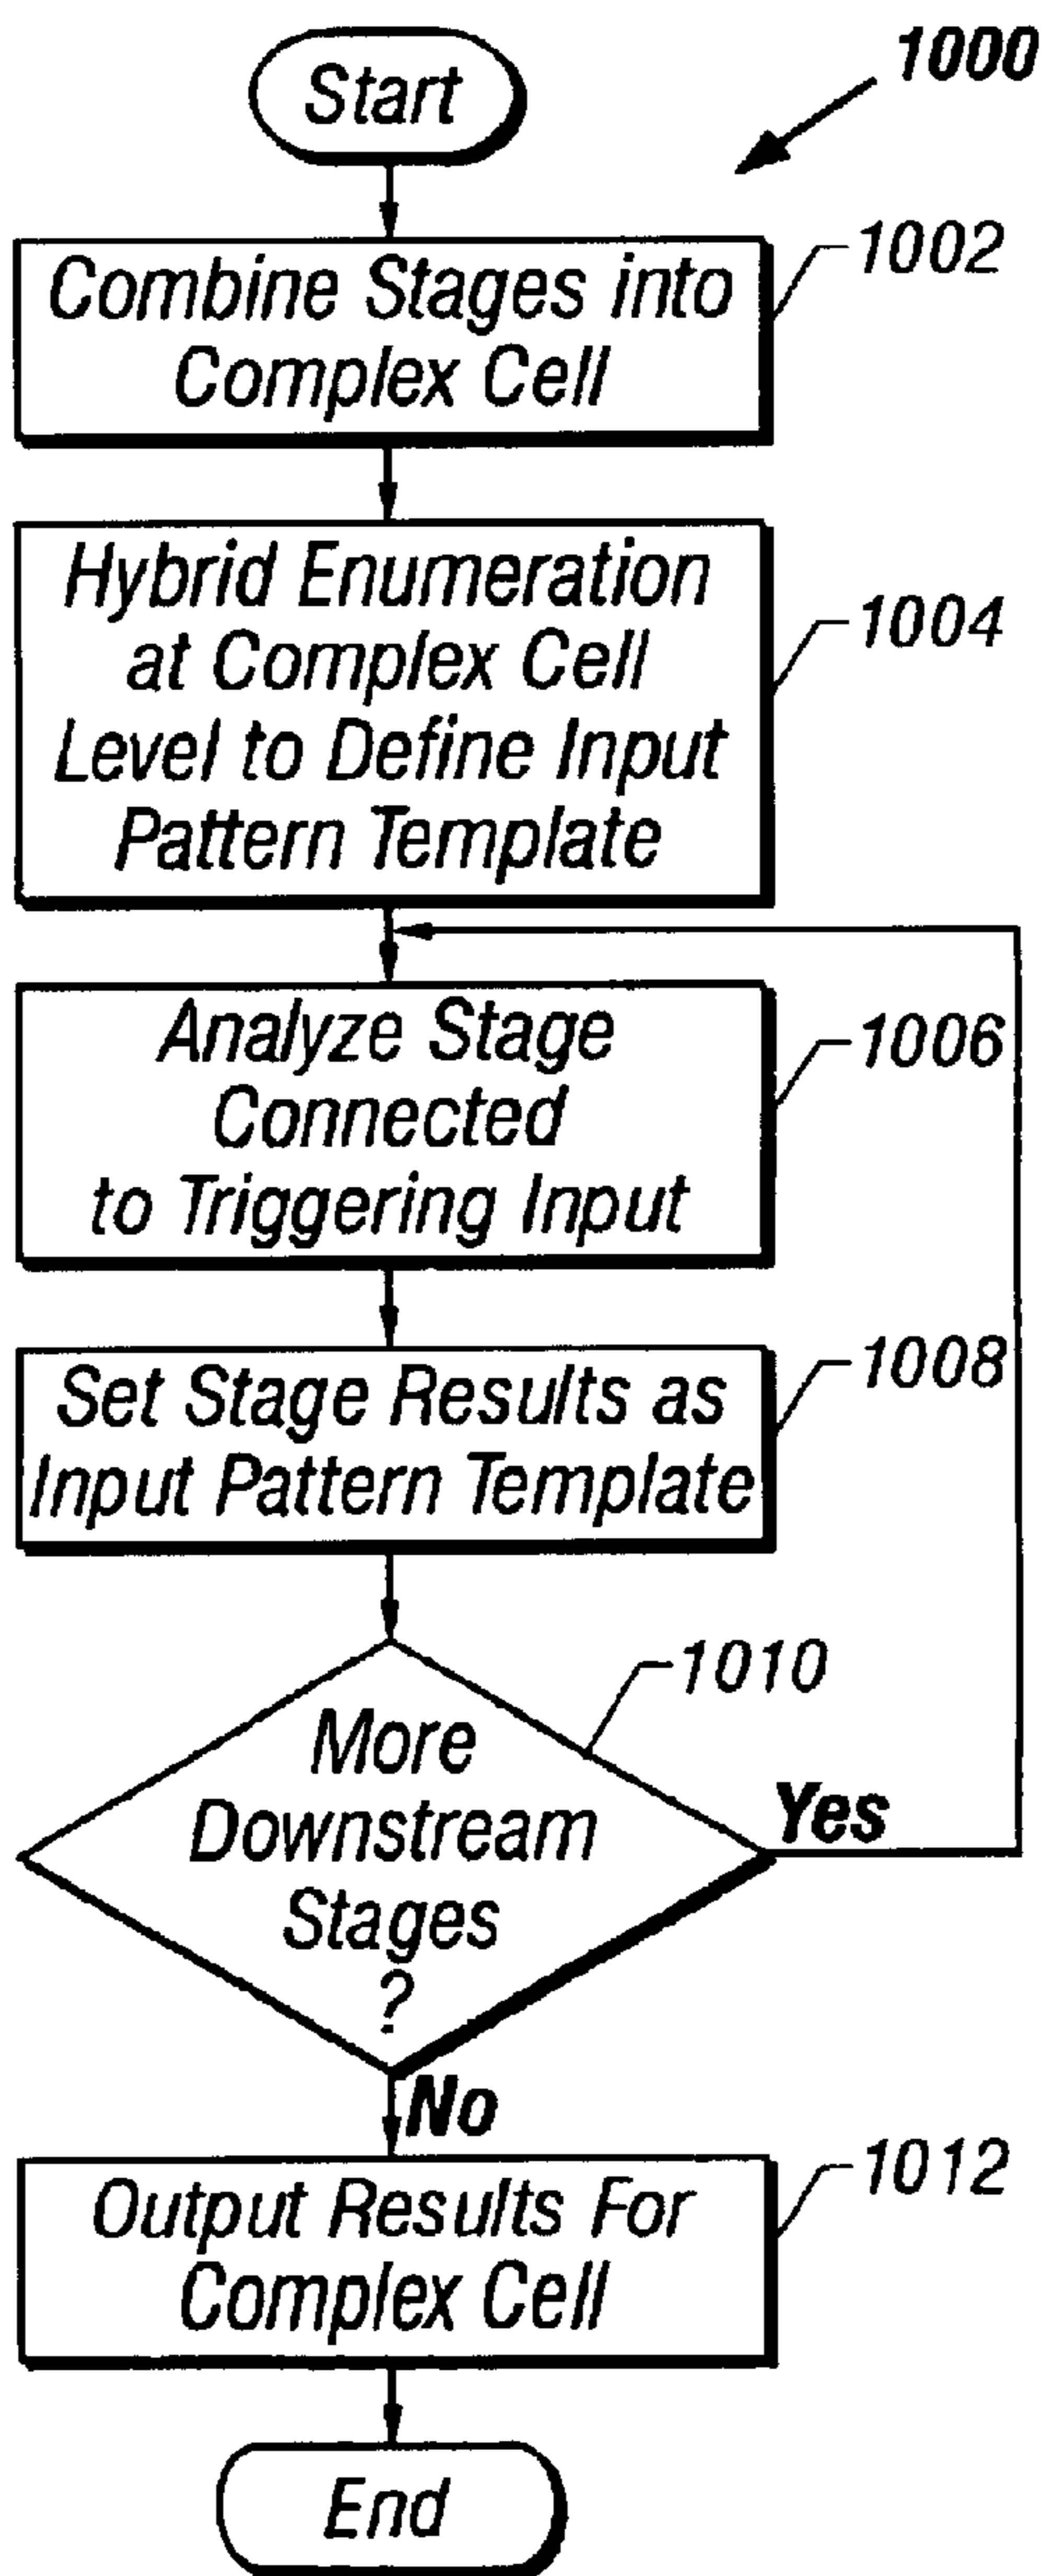 1000
Start
1002
Combine Stages into
Complex Cell
Hybrid Enumeration
at Complex Cell
Level to Define Input
Pattern Template
1004
Analyze Stage
Connected
to Triggering Input
1006
Set Stage Results as
Input Pattern Template
1008
1010
More
Downstream
Stages
?
Yes
No
Output Results For
Complex Cell
1012
End